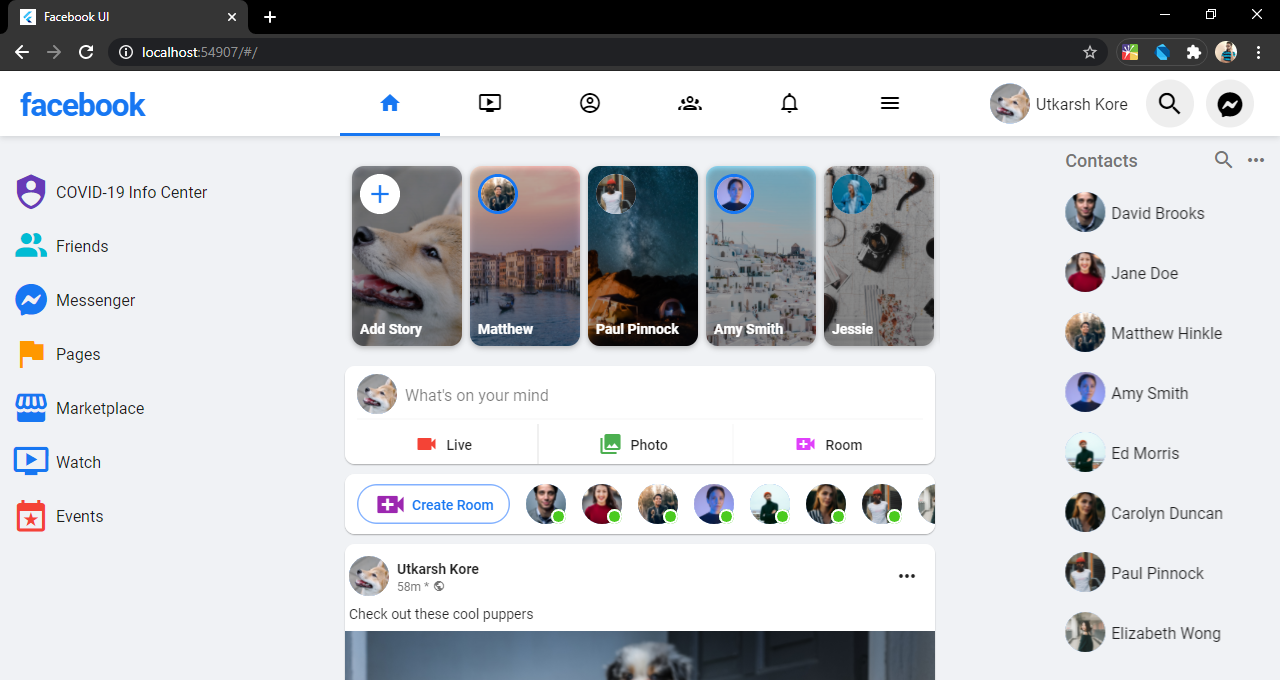 Facebook UI
localhost:54907/#/
facebook
Utkarsh Kore
COVID-19 Info Center
Friends
Messenger
Pages
Marketplace
Watch
Events
Add Story
Matthew
Paul Pinnock
Amy Smith
Jessie
What's on your mind
Live
Photo
Room
Create Room
Utkarsh Kore
58m *
Check out these cool puppers
Contacts
David Brooks
Jane Doe
Matthew Hinkle
Amy Smith
Ed Morris
Carolyn Duncan
Paul Pinnock
Elizabeth Wong